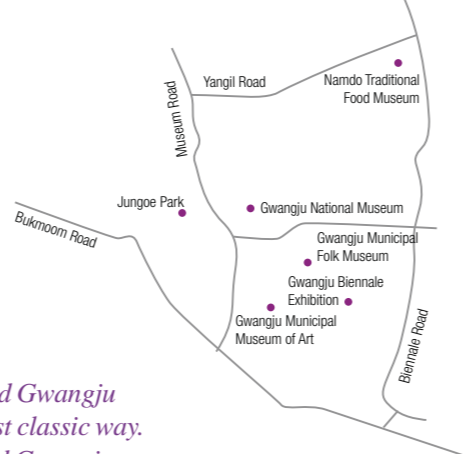 Yangil Road
Namdo Traditional
Food Museum
Museum Road
Jungoe Park
Gwangju National Museum
Bukmoom Road
Gwangju Municipal
Folk Museum
Gwangju Biennale
Exhibition
Gwangju Municipal
Museum of Art
Biennale Road
Gwangju
st classic way.